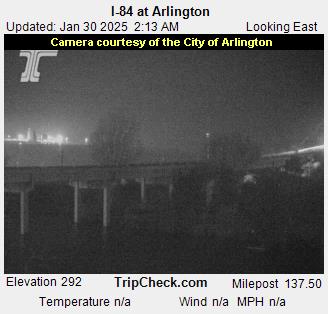 I-84 at Arlington
Updated: Jan 30 2025 2:13 AM Looking East
Camera courtesy of the City of Arlington
Elevation 292 TripCheck.com Milepost 137.50
Temperature n/a Wind n/a MPH n/a